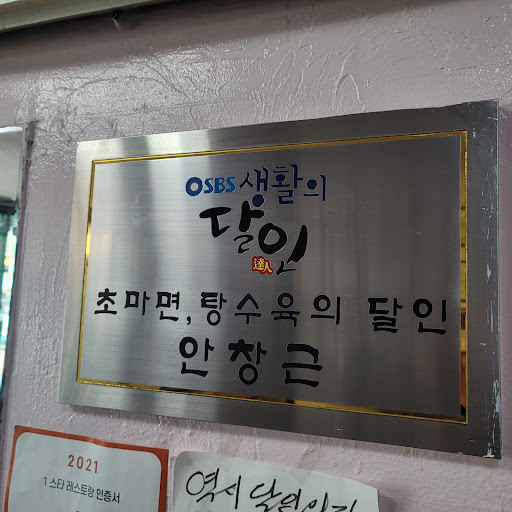 SBS 생활의
달인
達人
초마면, 탕수육의 달인
안창근
2021
1 스타 레스토랑 인증서
역시 달인이